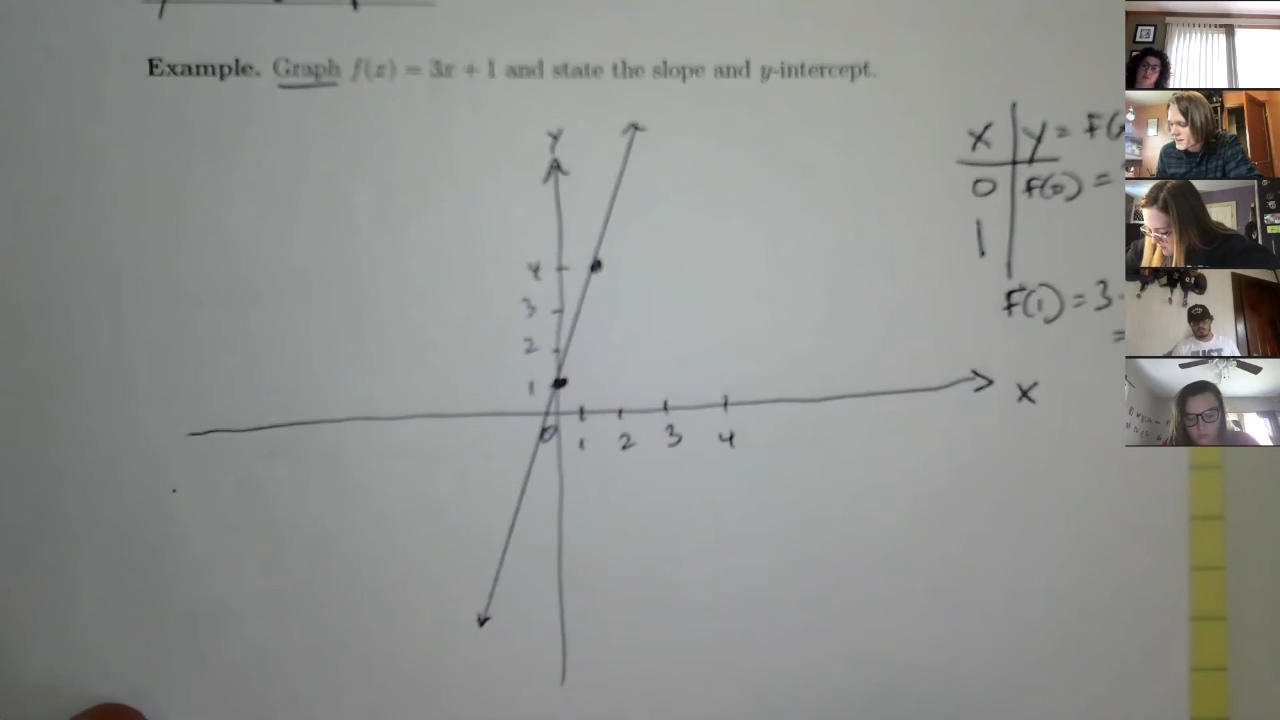 Example. Graph f(x) = 3x + 1 and state the slope and y-intercept.
Y
4
3
2
1
0
1 2 3 4
X
X y = F(
0 F(0) =
1
F(1) = 3 ·
=